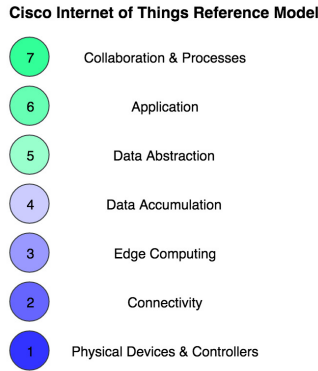 Cisco Internet of Things Reference Model
7 Collaboration & Processes
6 Application
5 Data Abstraction
4 Data Accumulation
3 Edge Computing
2 Connectivity
1 Physical Devices & Controllers